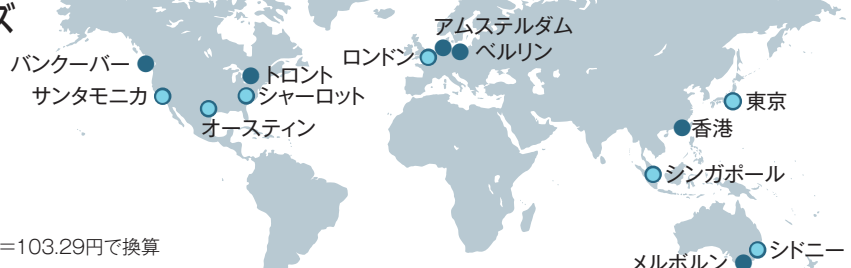 ズ
アムステルダム
ロンドン
ベルリン
バンクーバー
トロント
サンタモニカ
シャーロット
オースティン
東京
香港
シンガポール
=103.29円で換算
シドニー
メルボルン